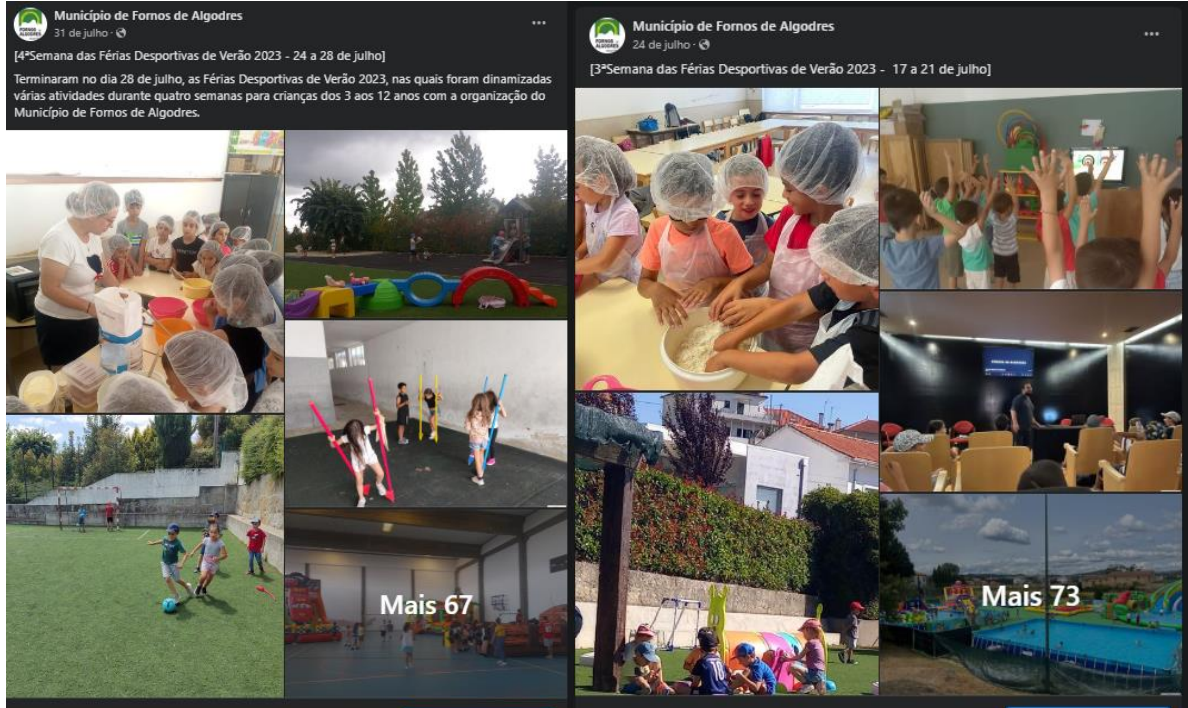 Município de Fornos de Algodres
31 de julho ·
[4ªSemana das Férias Desportivas de Verão 2023 - 24 a 28 de julho]
Terminaram no dia 28 de julho, as Férias Desportivas de Verão 2023, nas quais foram dinamizadas
várias atividades durante quatro semanas para crianças dos 3 aos 12 anos com a organização do
Município de Fornos de Algodres.
Mais 67
Município de Fornos de Algodres
24 de julho ·
[3ªSemana das Férias Desportivas de Verão 2023 - 17 a 21 de julho]
Mais 73